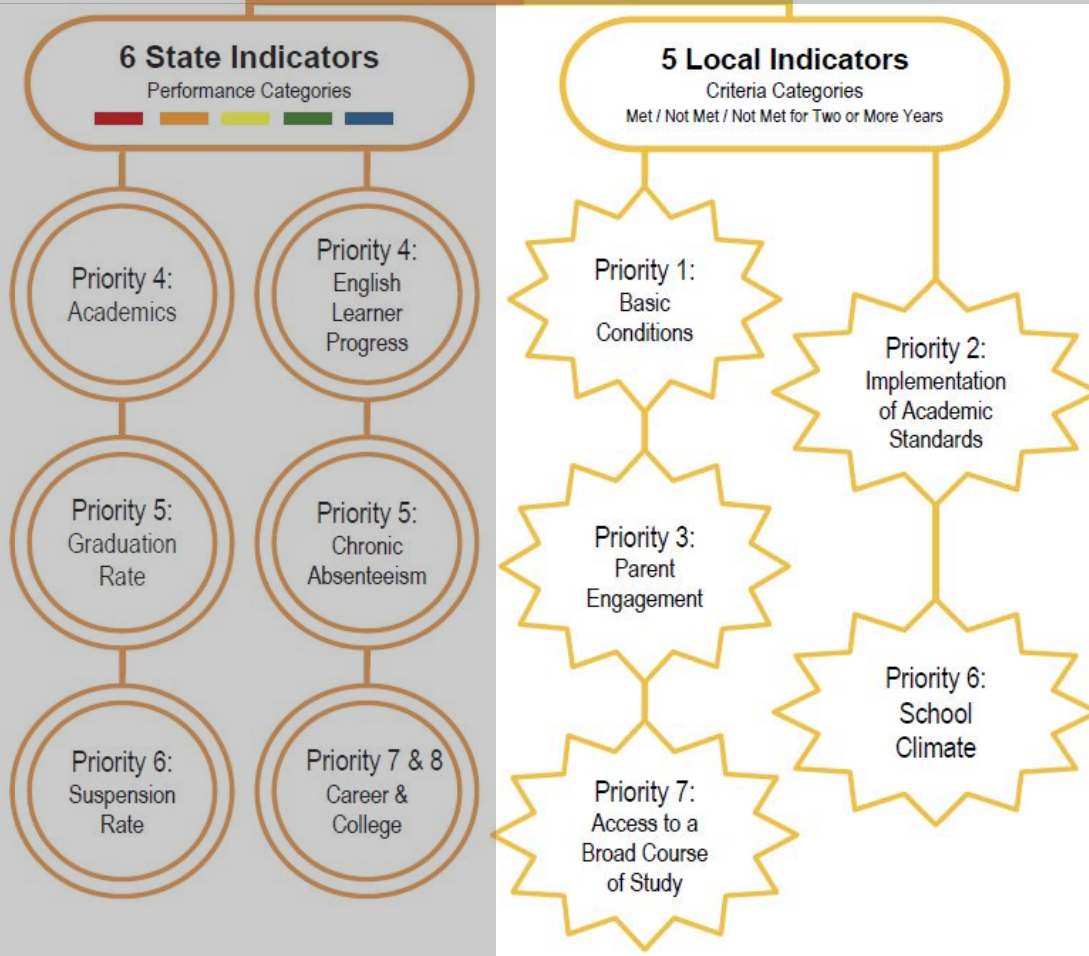 6 State Indicators
Performance Categories
Priority 4:
Academics
Priority 4:
English
Learner
Progress
Priority 5:
Graduation
Rate
Priority 5:
Chronic
Absenteeism
Priority 6:
Suspension
Rate
Priority 7 & 8
Career &
College
5 Local Indicators
Criteria Categories
Met / Not Met / Not Met for Two or More Years
Priority 1:
Basic
Conditions
Priority 2:
Implementation
of Academic
Standards
Priority 3:
Parent
Engagement
Priority 6:
School
Climate
Priority 7:
Access to a
Broad Course
of Study